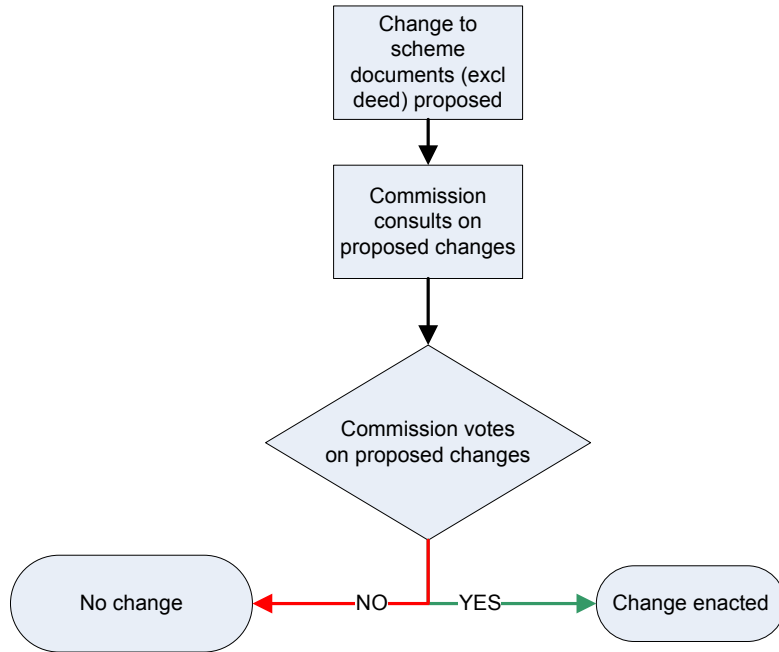 Change to
scheme
documents (excl
deed) proposed
Commission
consults on
proposed changes
Commission votes
on proposed changes
No change
NO
YES
Change enacted